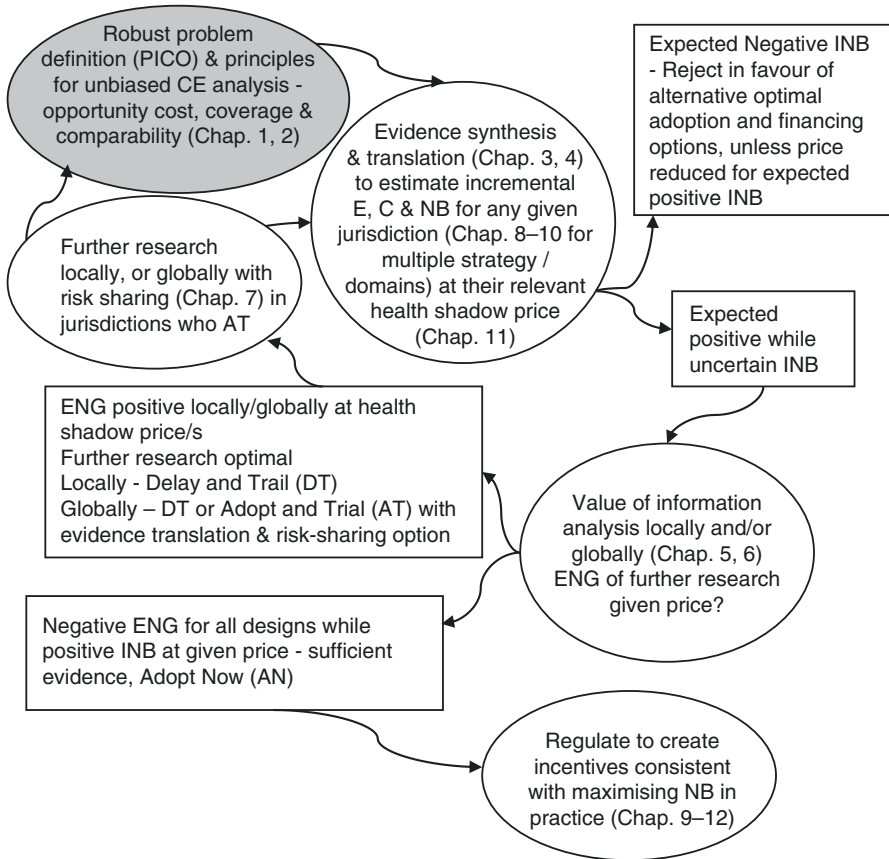 Robust problem
definition (PICO) & principles
for unbiased CE analysis -
opportunity cost, coverage &
comparability (Chap. 1, 2)
Evidence synthesis
& translation (Chap. 3, 4)
to estimate incremental
E, C & NB for any given
jurisdiction (Chap. 8–10 for
multiple strategy /
domains) at their relevant
health shadow price
(Chap. 11)
Expected Negative INB
- Reject in favour of
alternative optimal
adoption and financing
options, unless price
reduced for expected
positive INB
Further research
locally, or globally with
risk sharing (Chap. 7) in
jurisdictions who AT
Expected
positive while
uncertain INB
ENG positive locally/globally at health
shadow price/s
Further research optimal
Locally - Delay and Trail (DT)
Globally – DT or Adopt and Trial (AT) with
evidence translation & risk-sharing option
Value of information
analysis locally and/or
globally (Chap. 5, 6)
ENG of further research
given price?
Negative ENG for all designs while
positive INB at given price - sufficient
evidence, Adopt Now (AN)
Regulate to create
incentives consistent
with maximising NB in
practice (Chap. 9–12)